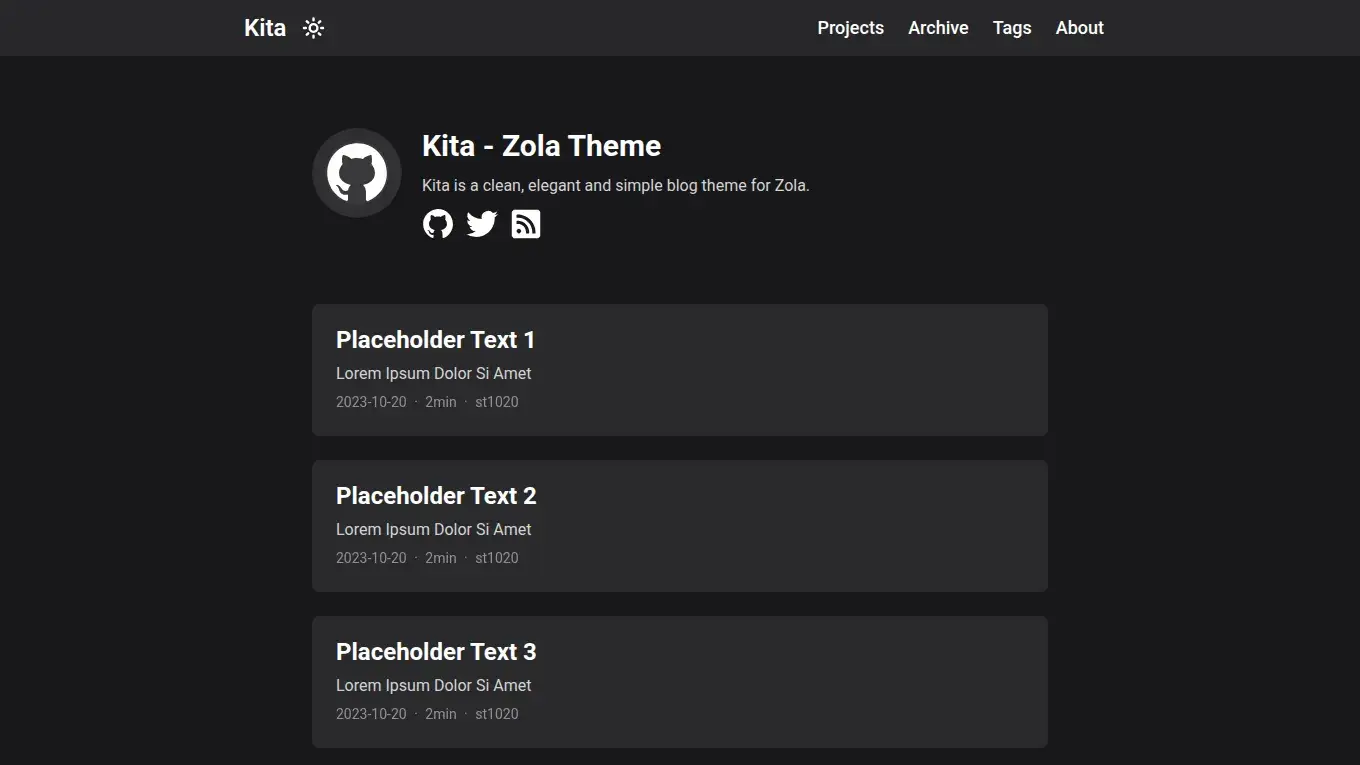 Kita
Projects Archive Tags About
Kita - Zola Theme
Kita is a clean, elegant and simple blog theme for Zola.
Placeholder Text 1
Lorem Ipsum Dolor Si Amet
2023-10-20 · 2min · st1020
Placeholder Text 2
Lorem Ipsum Dolor Si Amet
2023-10-20 · 2min · st1020
Placeholder Text 3
Lorem Ipsum Dolor Si Amet
2023-10-20 · 2min · st1020